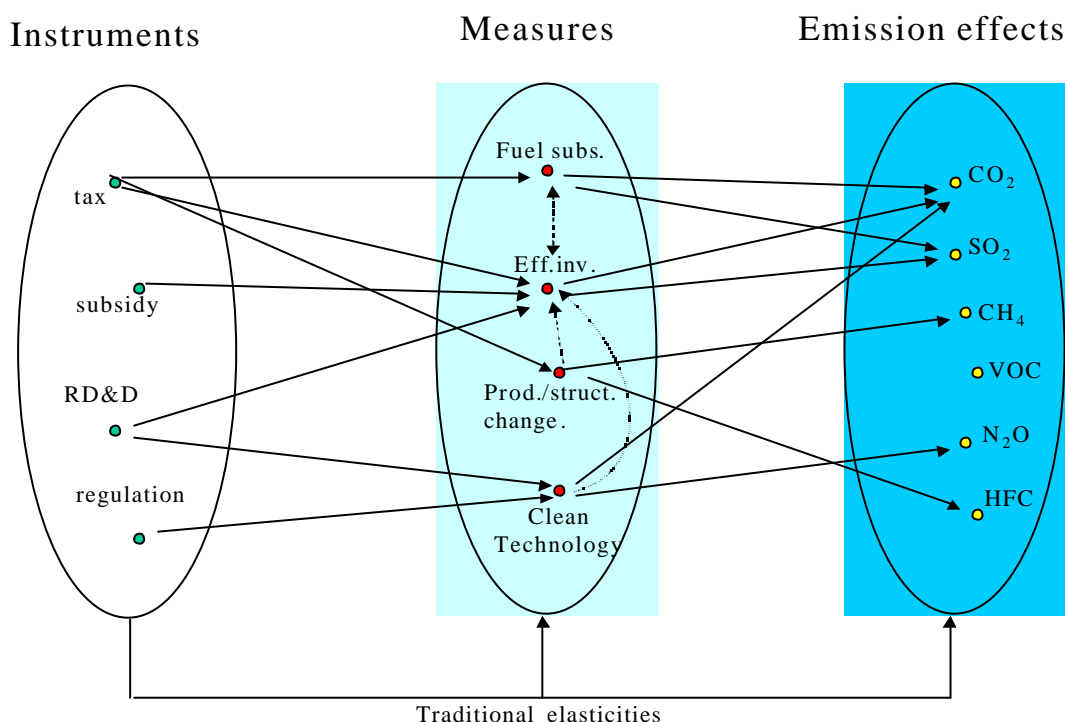 Instruments
Measures
Emission effects
tax
subsidy
RD&D
regulation
Fuel subs.
Eff.inv.
Prod./struct.
change.
Clean
Technology
CO₂
SO₂
CH₄
VOC
N₂O
HFC
Traditional elasticities